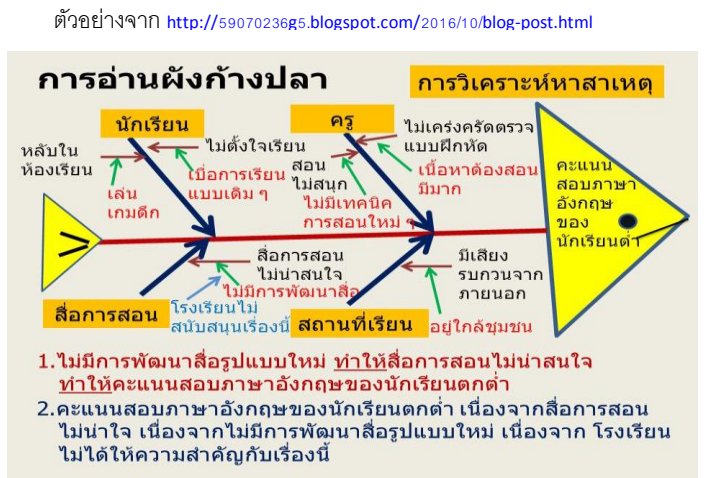 ตัวอย่างจาก http://59070236g5.blogspot.com/2016/10/blog-post.html
การอ่านผังก้างปลา
การวิเคราะห์หาสาเหตุ
นักเรียน
ครู
หลับใน
ห้องเรียน
ไม่ตั้งใจเรียน
เล่น
เกมดึก
เบื่อการเรียน
แบบเดิม ๆ
สอน
ไม่สนุก
ไม่มีเทคนิค
การสอนใหม่ ๆ
ไม่เคร่งครัดตรวจ
แบบฝึกหัด
เนื้อหาต้องสอน
มีมาก
คะแนน
สอบภาษา
อังกฤษ
ของ
นักเรียนต่ำ
สื่อการสอน
ไม่น่าสนใจ
ไม่มีการพัฒนาสื่อ
โรงเรียนไม่
สนับสนุนเรื่องนี้
สื่อการสอน
มีเสียง
รบกวนจาก
ภายนอก
อยู่ใกล้ชุมชน
สถานที่เรียน
1.ไม่มีการพัฒนาสื่อรูปแบบใหม่ ทำให้สื่อการสอนไม่น่าสนใจ
ทำให้คะแนนสอบภาษาอังกฤษของนักเรียนตกต่ำ
2.คะแนนสอบภาษาอังกฤษของนักเรียนตกต่ำ เนื่องจากสื่อการสอน
ไม่น่าใจ เนื่องจากไม่มีการพัฒนาสื่อรูปแบบใหม่ เนื่องจาก โรงเรียน
ไม่ได้ให้ความสำคัญกับเรื่องนี้